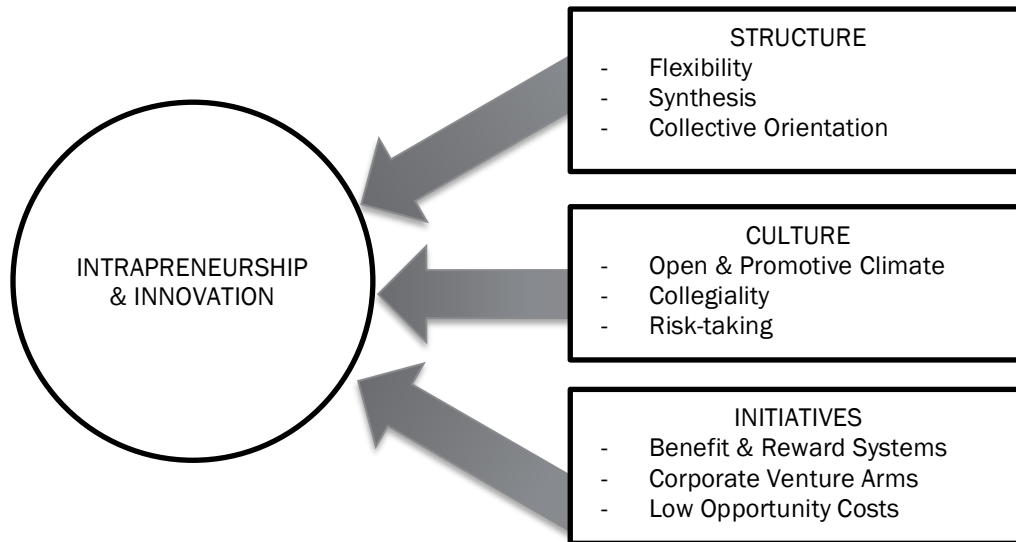 STRUCTURE
- Flexibility
- Synthesis
- Collective Orientation
INTRAPRENEURSHIP
& INNOVATION
CULTURE
- Open & Promotive Climate
- Collegiality
- Risk-taking
INITIATIVES
- Benefit & Reward Systems
- Corporate Venture Arms
- Low Opportunity Costs